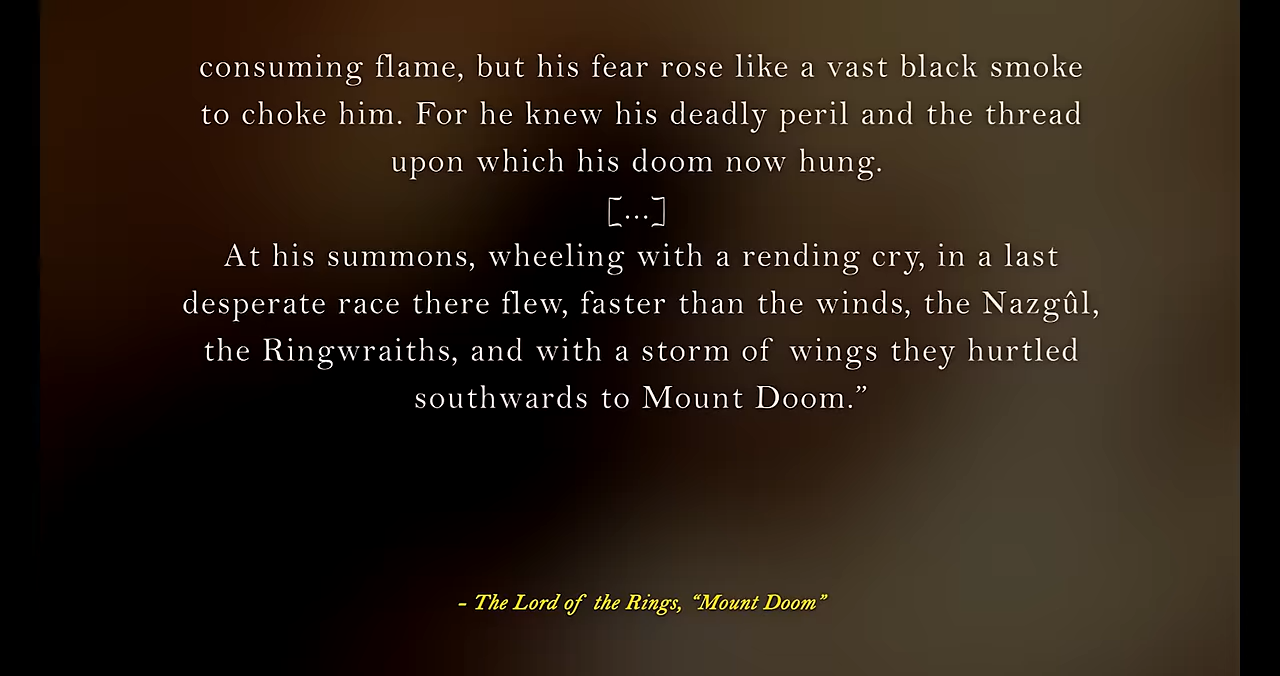 consuming flame, but his fear rose like a vast black smoke
to choke him. For he knew his deadly peril and the thread
upon which his doom now hung.
[...]
At his summons, wheeling with a rending cry, in a last
desperate race there flew, faster than the winds, the Nazgûl,
the Ringwraiths, and with a storm of wings they hurtled
southwards to Mount Doom.”
– The Lord of the Rings, “Mount Doom”